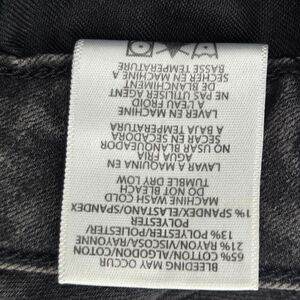 BLEEDING MAY OCCUR
65% COTTON/ALGODON/COTON
21% RAYON/VISCOSA/RAYONNE
13% POLYESTER/POLIESTER/
POLYESTER
1% SPANDEX/ELASTANO/SPANDEX
MACHINE WASH COLD
DO NOT BLEACH
TUMBLE DRY LOW
LAVAR A MAQUINA EN
AGUA FRIA
NO USAR BLANQUEADOR
SECAR EN SECADORA
A BAJA TEMPERATURA
LAVER EN MACHINE
A L'EAU FROID
NE PAS UTILISER AGENT
DE BLANCHIMENT
SECHER EN MACHINE A
BASSE TEMPERATURE